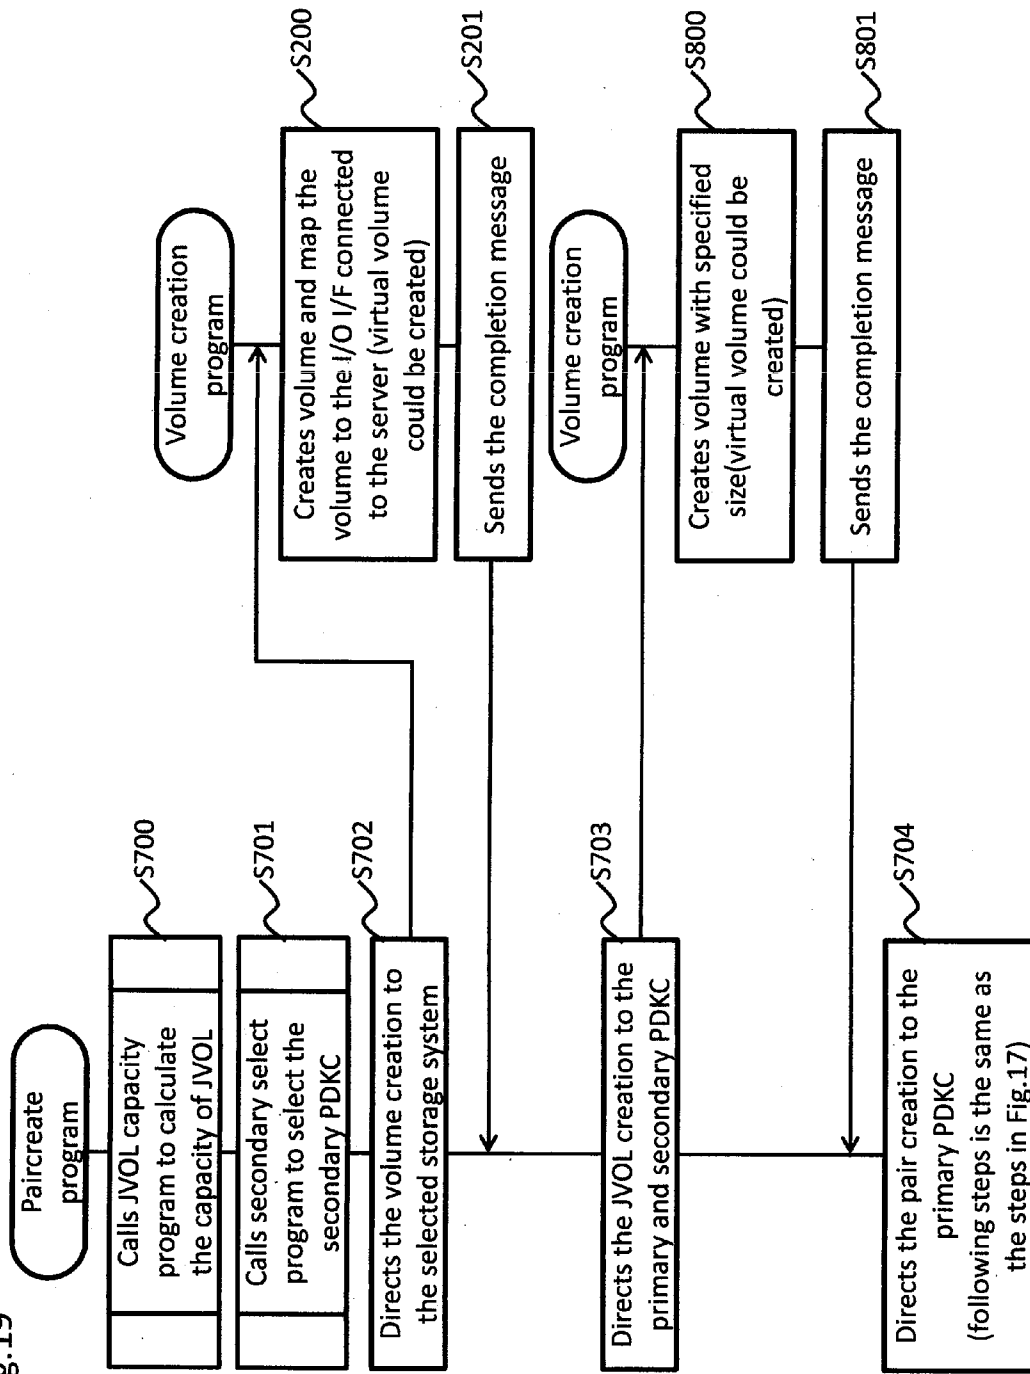 g.19
Paircreate
program
Calls JVOL capacity
program to calculate
the capacity of JVOL
S700
Calls secondary select
program to select the
secondary PDKC
S701
Directs the volume creation to
the selected storage system
S702
Directs the JVOL creation to the
primary and secondary PDKC
S703
Directs the pair creation to the
primary PDKC
(following steps is the same as
the steps in Fig.17)
S704
Volume creation
program
Creates volume and map the
volume to the I/O I/F connected
to the server (virtual volume
could be created)
S200
Sends the completion message
S201
Volume creation
program
Creates volume with specified
size(virtual volume could be
created)
S800
Sends the completion message
S801